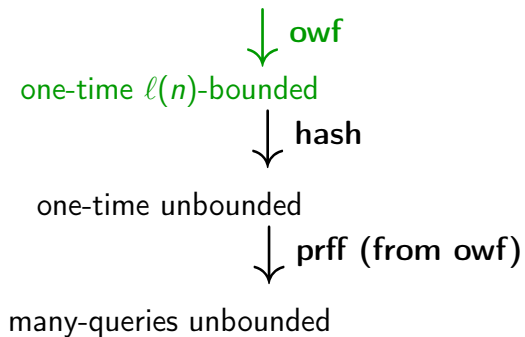 owf
one-time ℓ(n)-bounded
hash
one-time unbounded
prff (from owf)
many-queries unbounded